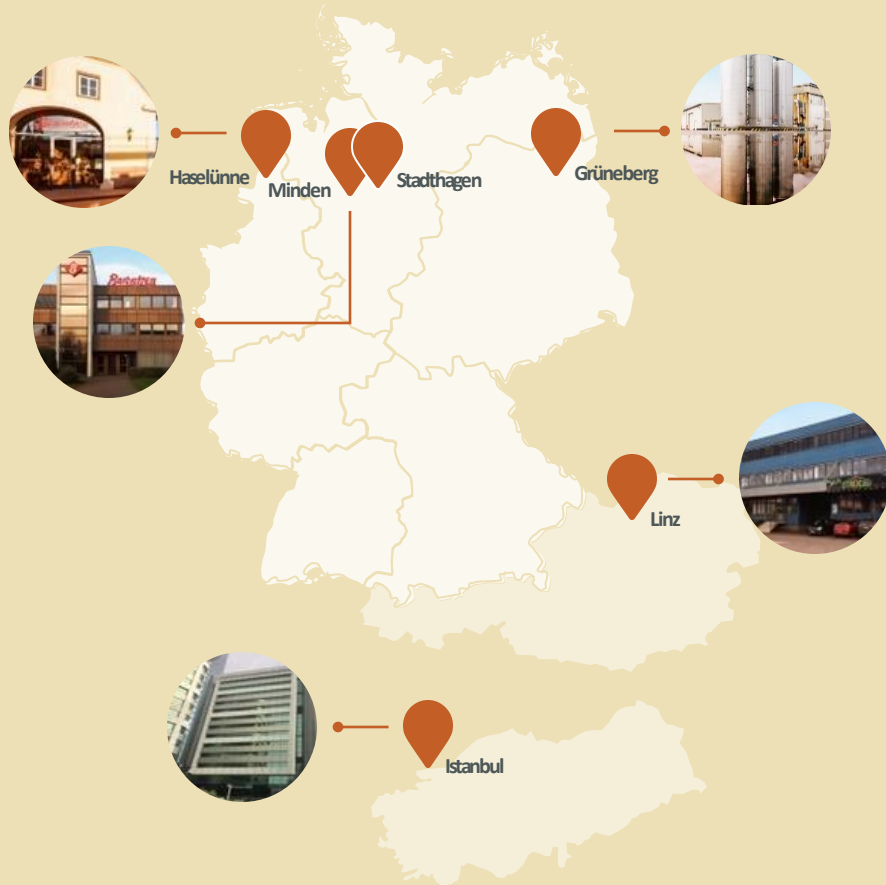 Haselünne
Minden
Stadthagen
Grüneberg
Linz
Istanbul